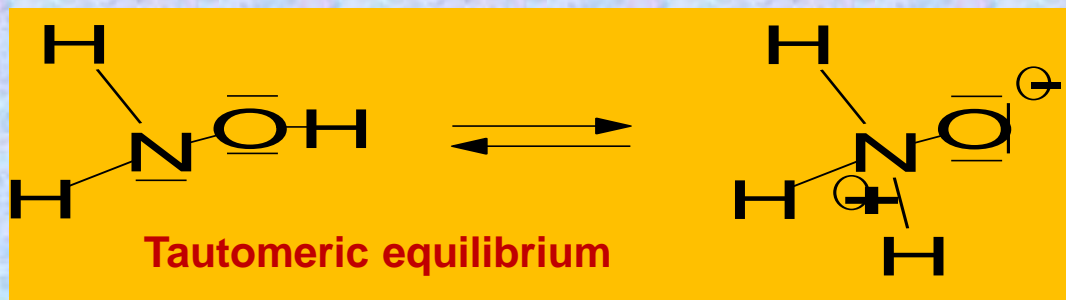 H H
O H O
N N
H H
H
Tautomeric equilibrium